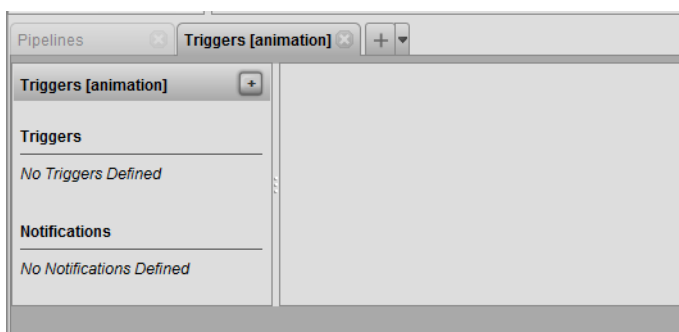 Pipelines
Triggers [animation]
Triggers [animation]
Triggers
No Triggers Defined
Notifications
No Notifications Defined